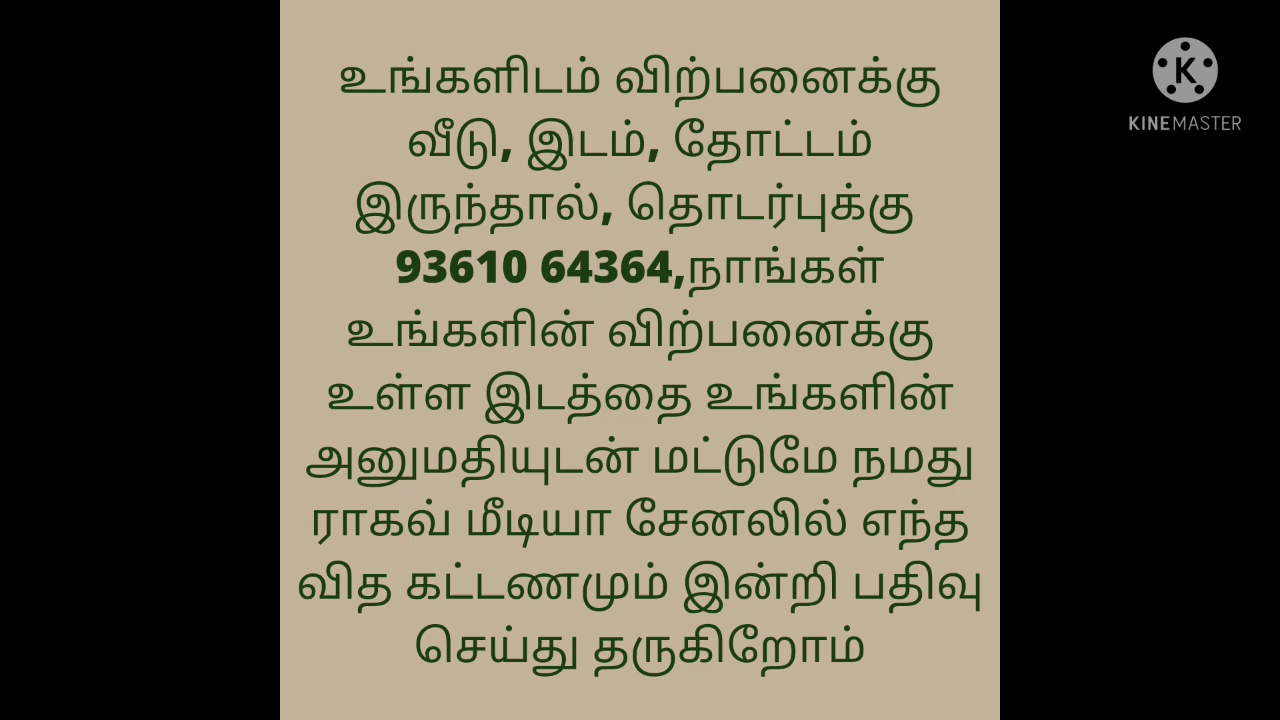 உங்களிடம் விற்பனைக்கு
வீடு, இடம், தோட்டம்
இருந்தால், தொடர்புக்கு
93610 64364,நாங்கள்
உங்களின் விற்பனைக்கு
உள்ள இடத்தை உங்களின்
அனுமதியுடன் மட்டுமே நமது
ராகவ் மீடியா சேனலில் எந்த
வித கட்டணமும் இன்றி பதிவு
செய்து தருகிறோம்
K
KINEMASTER